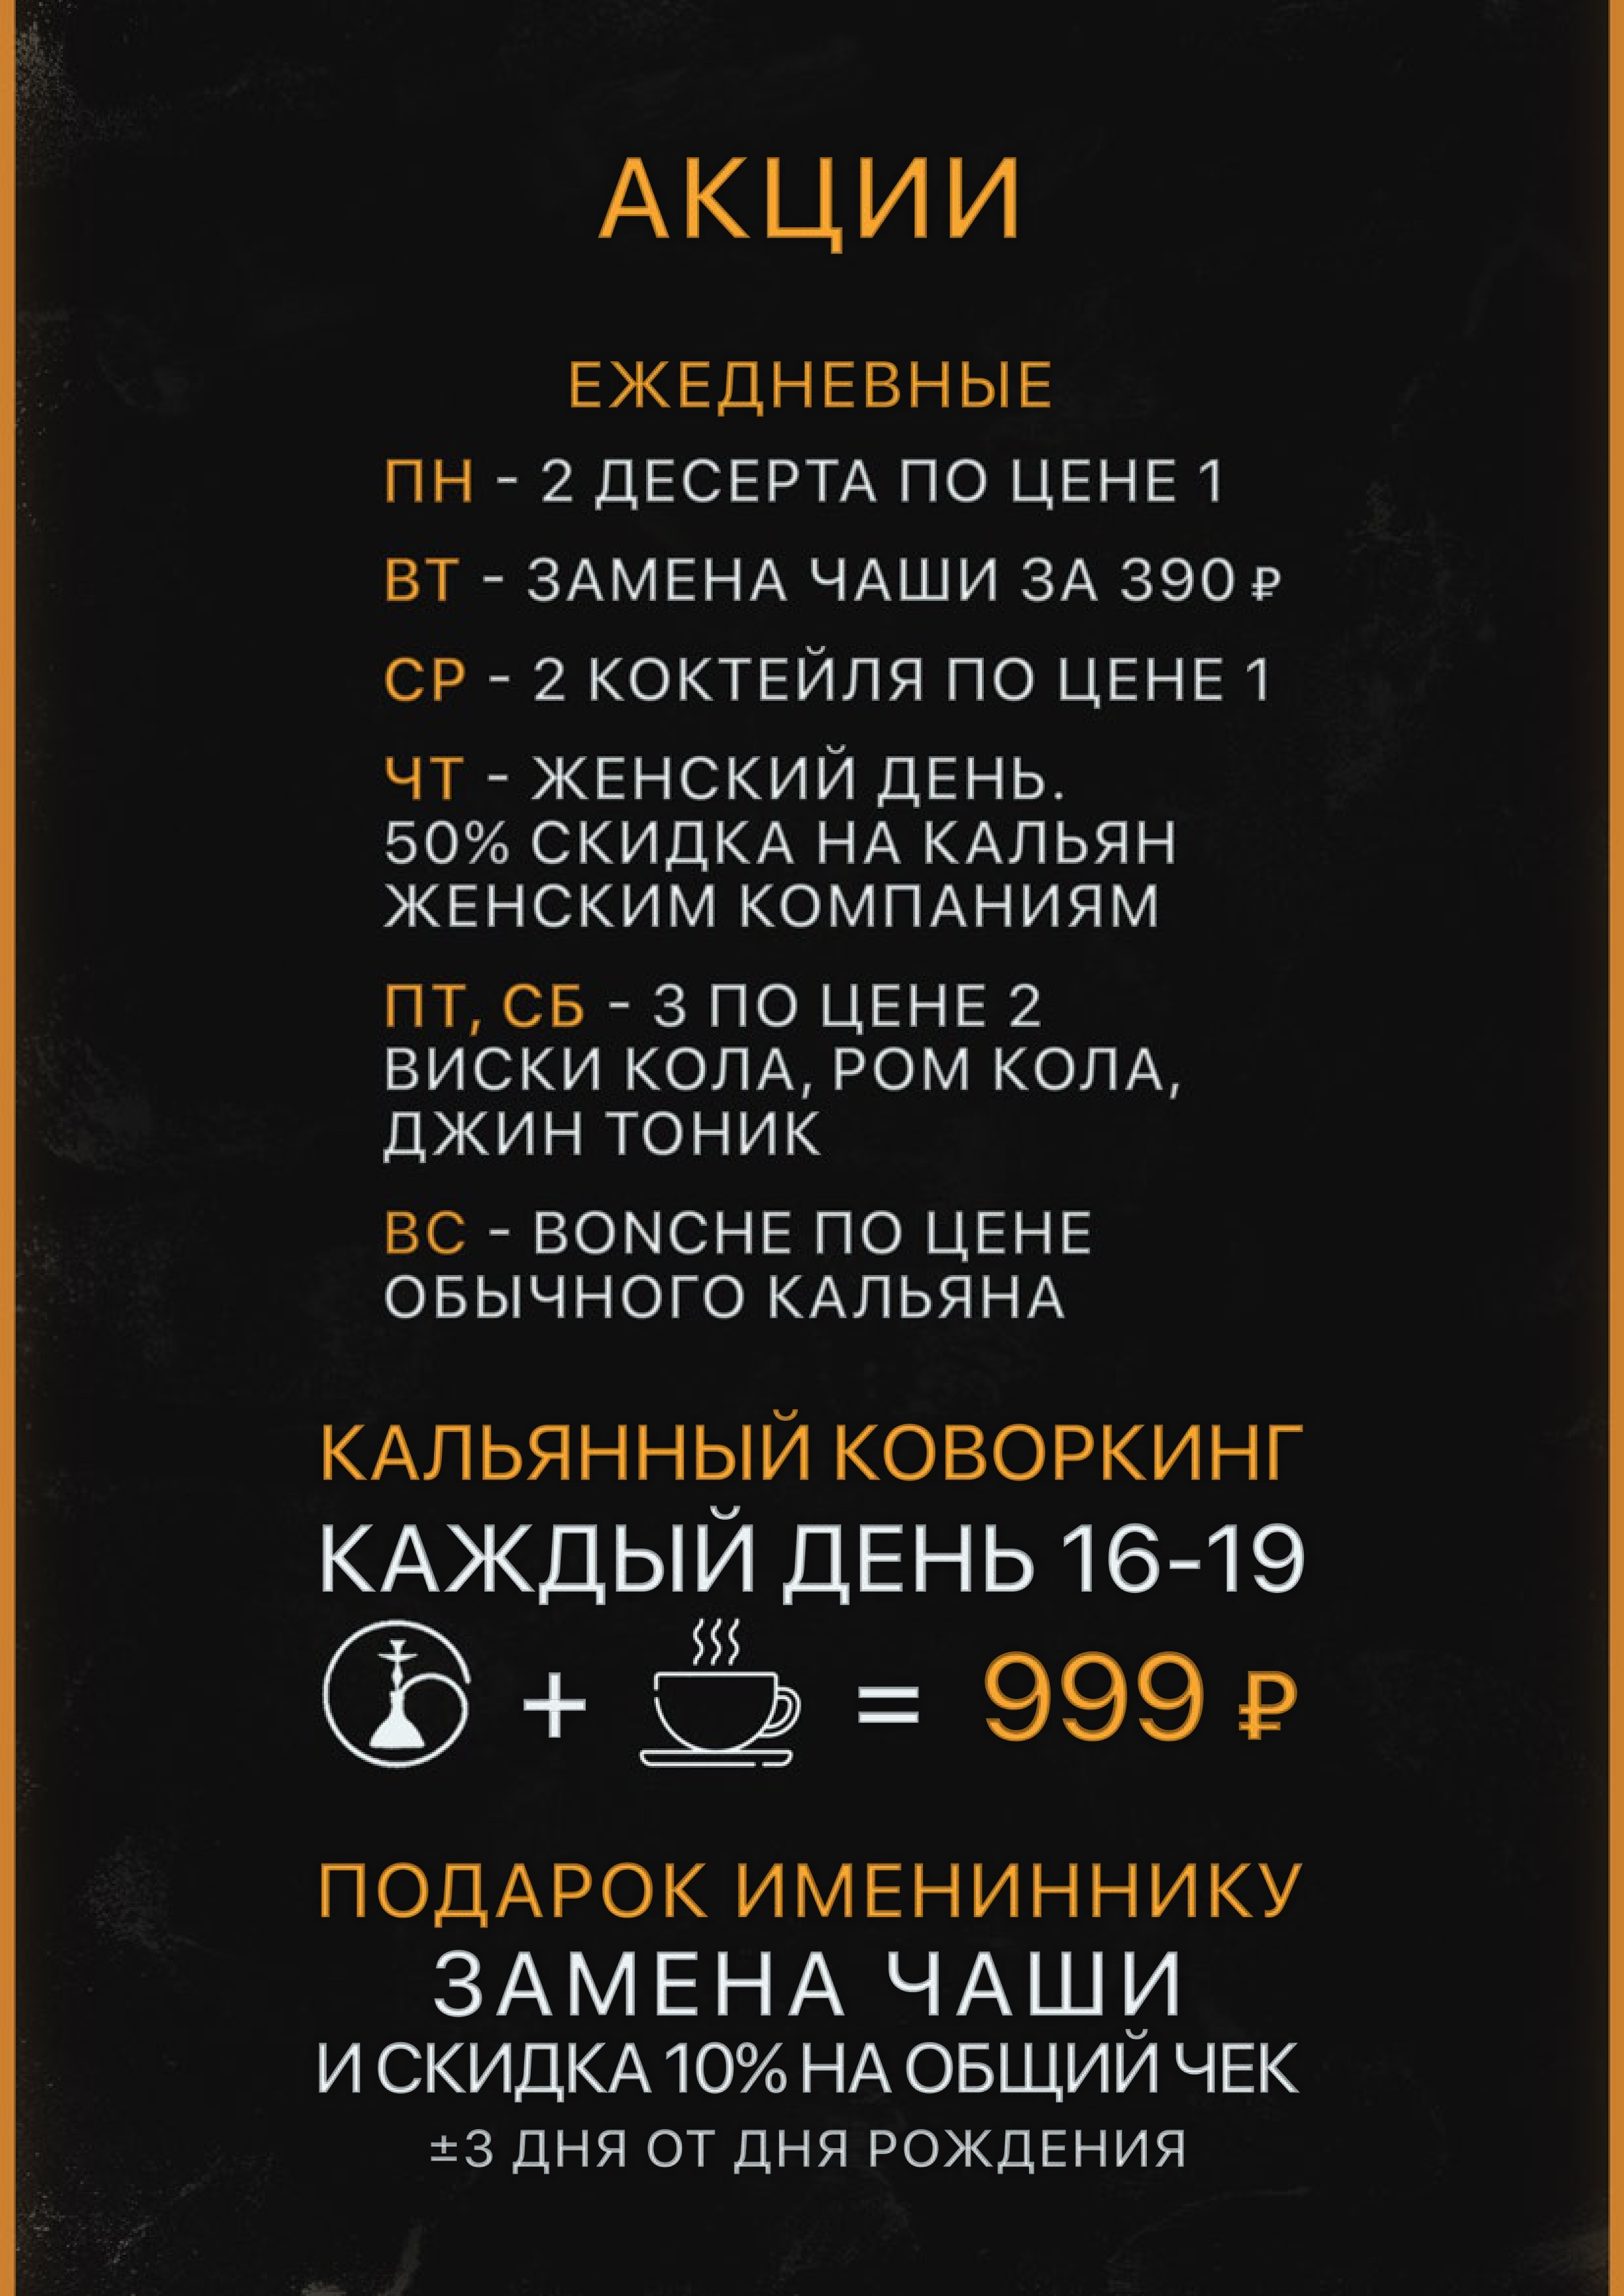 АКЦИИ
ЕЖЕДНЕВНЫЕ
ПН - 2 ДЕСЕРТА ПО ЦЕНЕ 1
ВТ - ЗАМЕНА ЧАШИ ЗА 390 ₽
СР - 2 КОКТЕЙЛЯ ПО ЦЕНЕ 1
ЧТ - ЖЕНСКИЙ ДЕНЬ.
50% СКИДКА НА КАЛЬЯН
ЖЕНСКИМ КОМПАНИЯМ
ПТ, СБ - 3 ПО ЦЕНЕ 2
ВИСКИ КОЛА, РОМ КОЛА,
ДЖИН ТОНИК
ВС - BONCHE ПО ЦЕНЕ
ОБЫЧНОГО КАЛЬЯНА
КАЛЬЯННЫЙ КОВОРКИНГ
КАЖДЫЙ ДЕНЬ 16-19
+ = 999 ₽
ПОДАРОК ИМЕНИННИКУ
ЗАМЕНА ЧАШИ
И СКИДКА 10% НА ОБЩИЙ ЧЕК
±3 ДНЯ ОТ ДНЯ РОЖДЕНИЯ